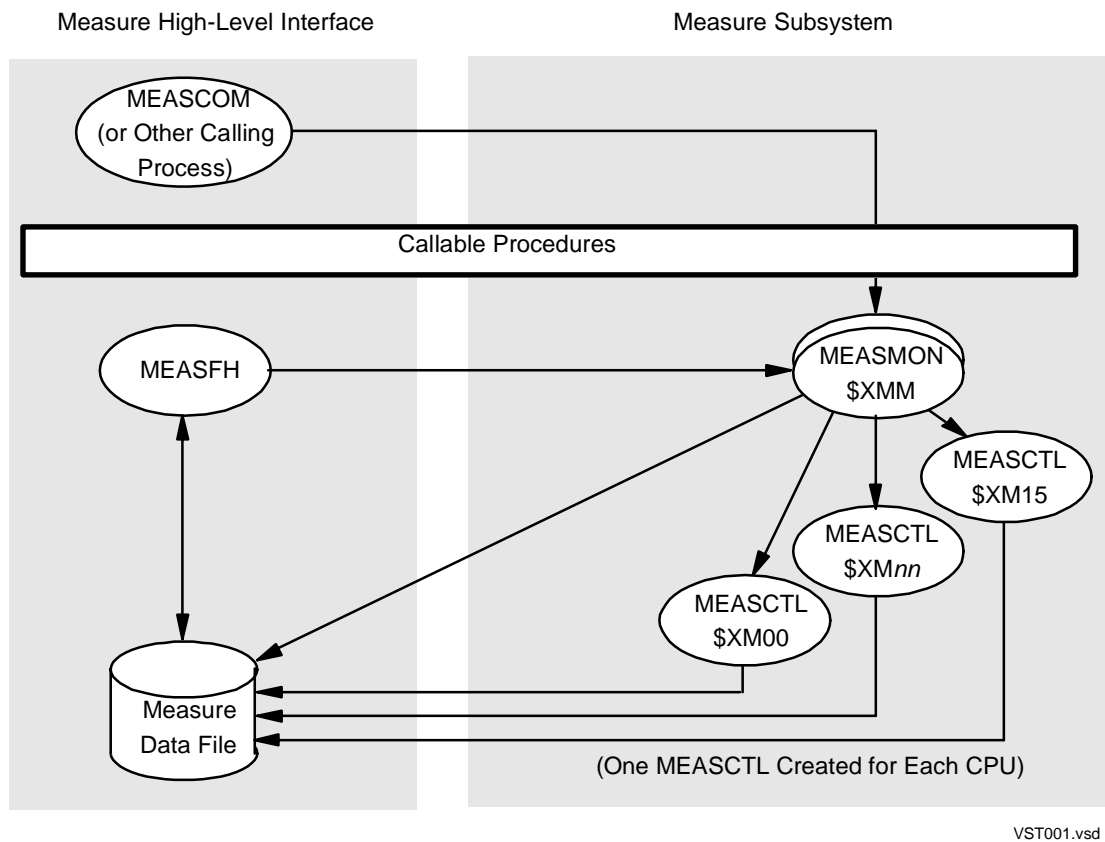 Measure High-Level Interface
Measure Subsystem
MEASCOM
(or Other Calling
Process)
Callable Procedures
MEASFH
MEASMON
$XMM
MEASCTL
$XM15
MEASCTL
$XMnn
MEASCTL
$XM00
Measure
Data File
(One MEASCTL Created for Each CPU)
VST001.vsd